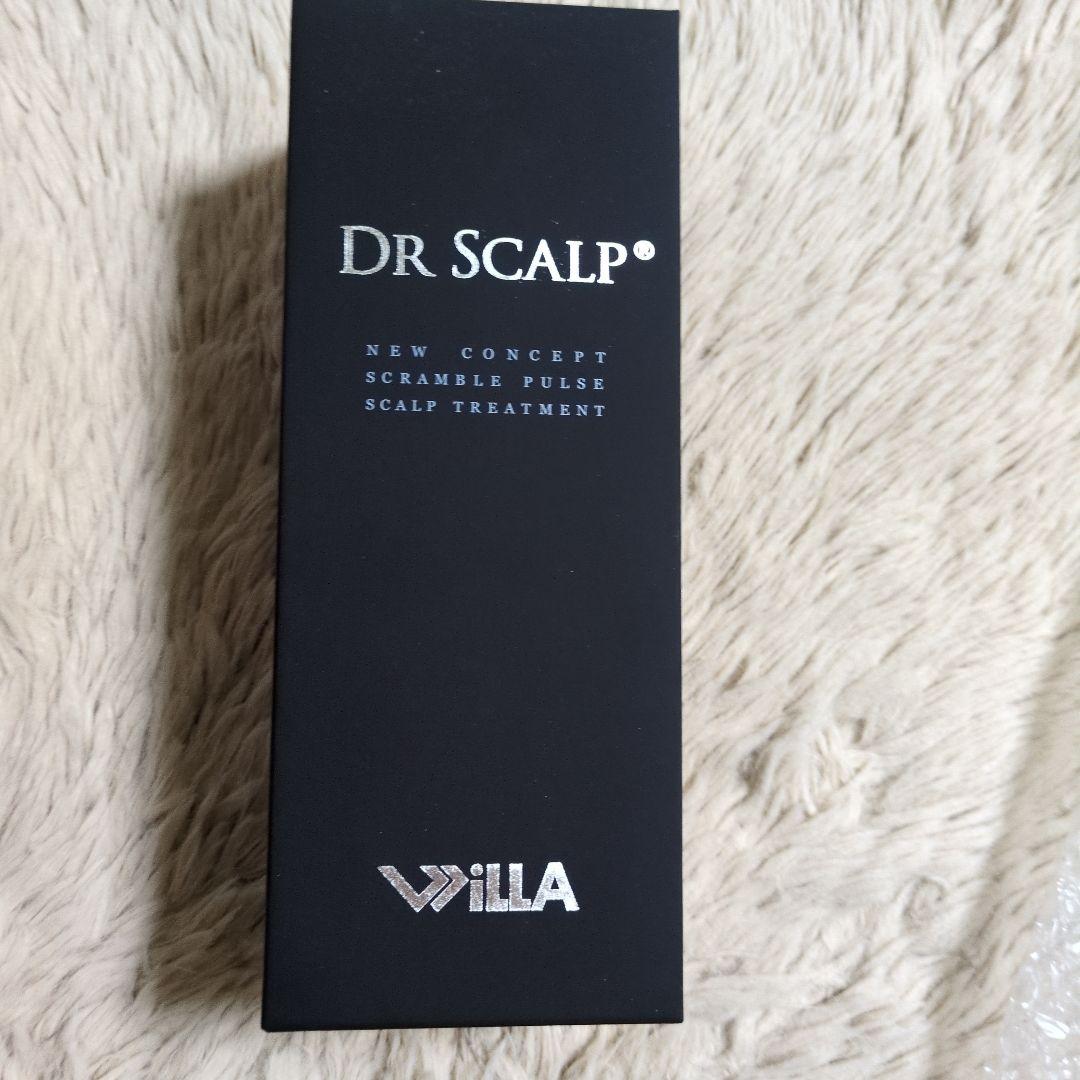 DR SCALP®
NEW CONCEPT
SCRAMBLE PULSE
SCALP TREATMENT
WiLLA